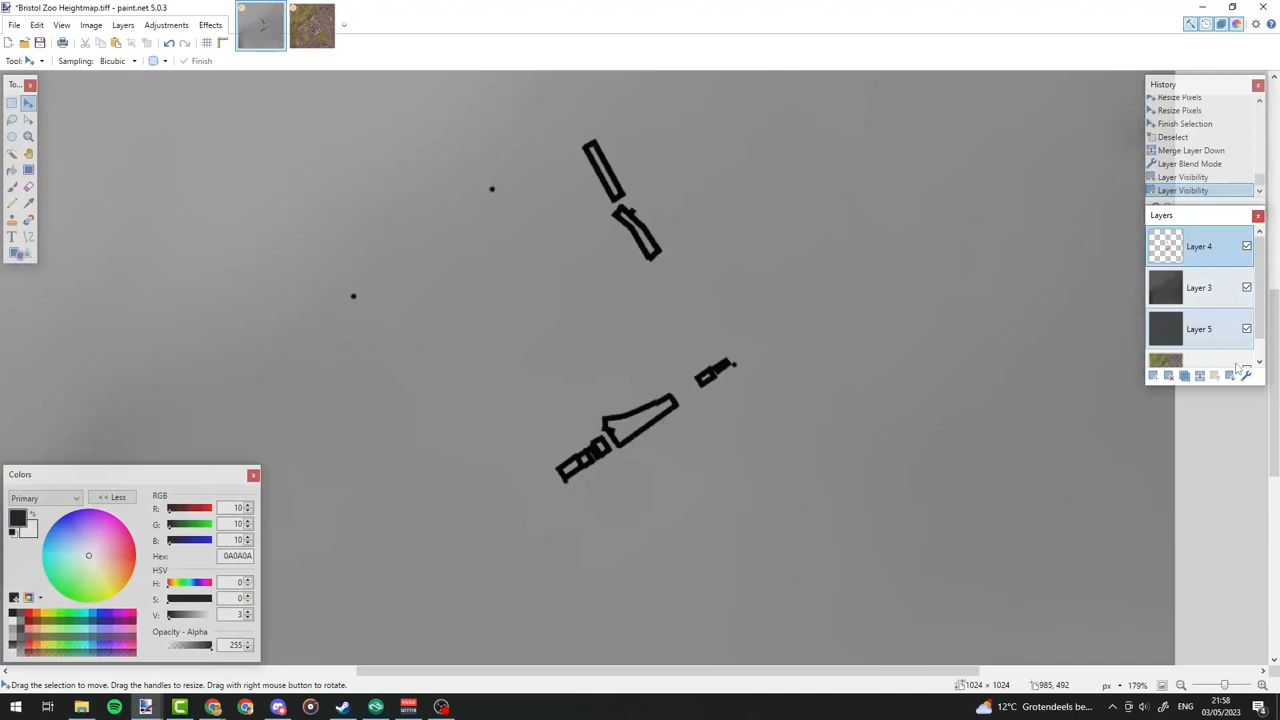 *Bristol Zoo Heightmap.tiff - paint.net 5.0.3
File Edit View Image Layers Adjustments Effects
Tool: Sampling: Bicubic Finish
To...
History
Resize Pixels
Resize Pixels
Finish Selection
Deselect
Merge Layer Down
Layer Blend Mode
Layer Visibility
Layer Visibility
Layers
Layer 4
Layer 3
Layer 5
Colors
Primary
<< Less
RGB
R: 10
G: 10
B: 10
Hex: 0A0A0A
HSV
H: 0
S: 0
V: 3
Opacity - Alpha
255
Drag the selection to move. Drag the handles to resize. Drag with right mouse button to rotate.
1024 × 1024
985, 492
px
179%
12°C Grotendeels be...
ENG
21:58
03/05/2023